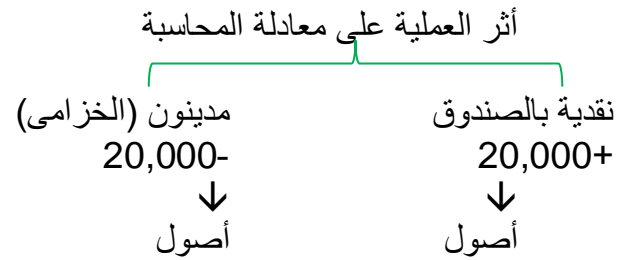 أثر العملية على معادلة المحاسبة
نقدية بالصندوق مدينون (الخزامى)
20,000+ 20,000-
أصول أصول